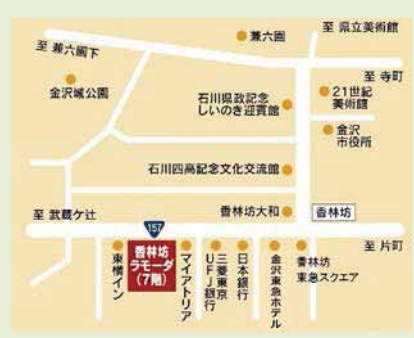 至 県立美術館
兼六園
至 兼六園下
至 寺町
金沢城公園
21世紀
美術館
石川県政記念
しいのき迎賓館
金沢
市役所
石川四高記念文化交流館
香林坊大和
香林坊
至 武蔵ケ辻
157
至 片町
東横イン
香林坊
ラモーダ
(7階)
マイアトリア
三菱東京
UFJ銀行
日本銀行
金沢東急ホテル
香林坊
東急スクエア